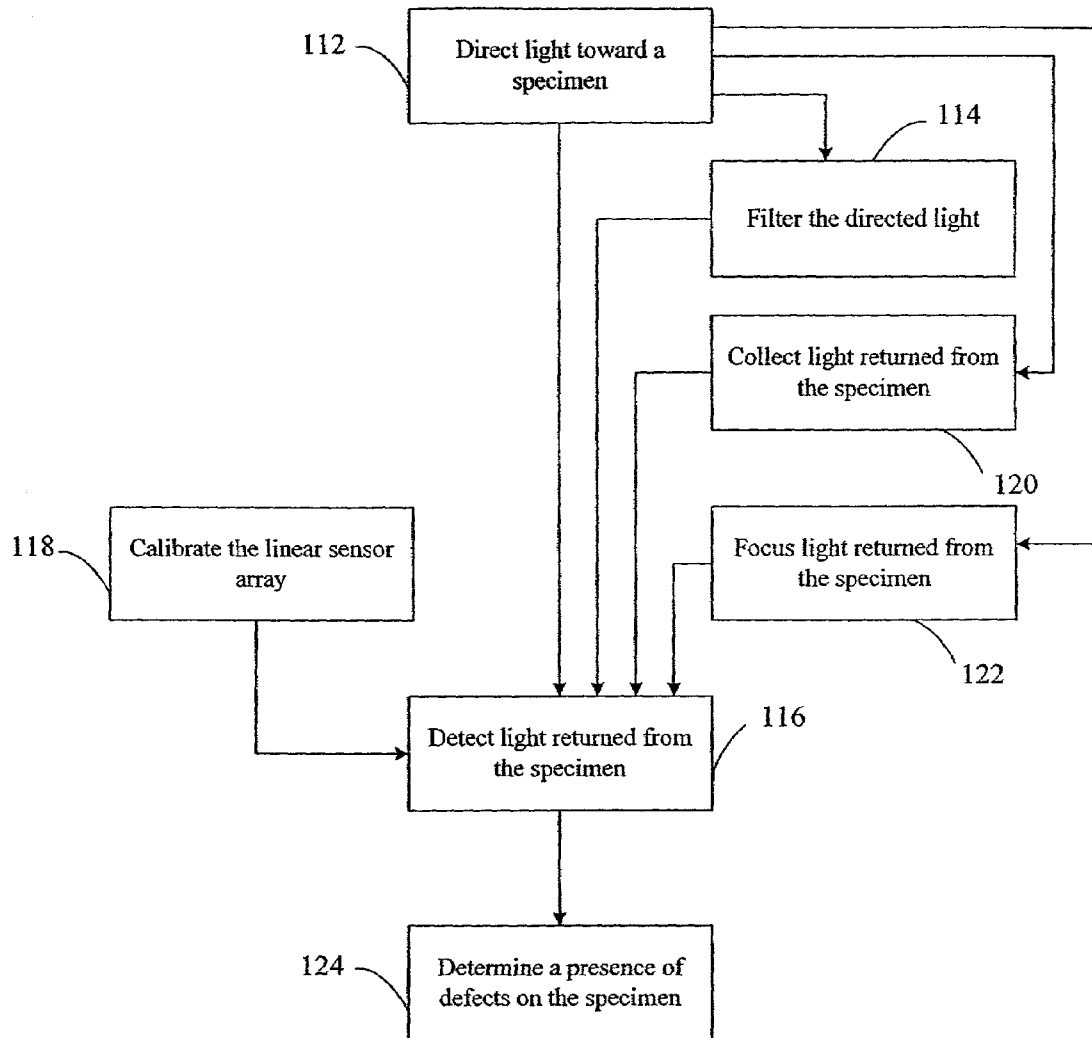 112
Direct light toward a
specimen
114
Filter the directed light
Collect light returned from
the specimen
120
118
Calibrate the linear sensor
array
Focus light returned from
the specimen
122
116
Detect light returned from
the specimen
124
Determine a presence of
defects on the specimen